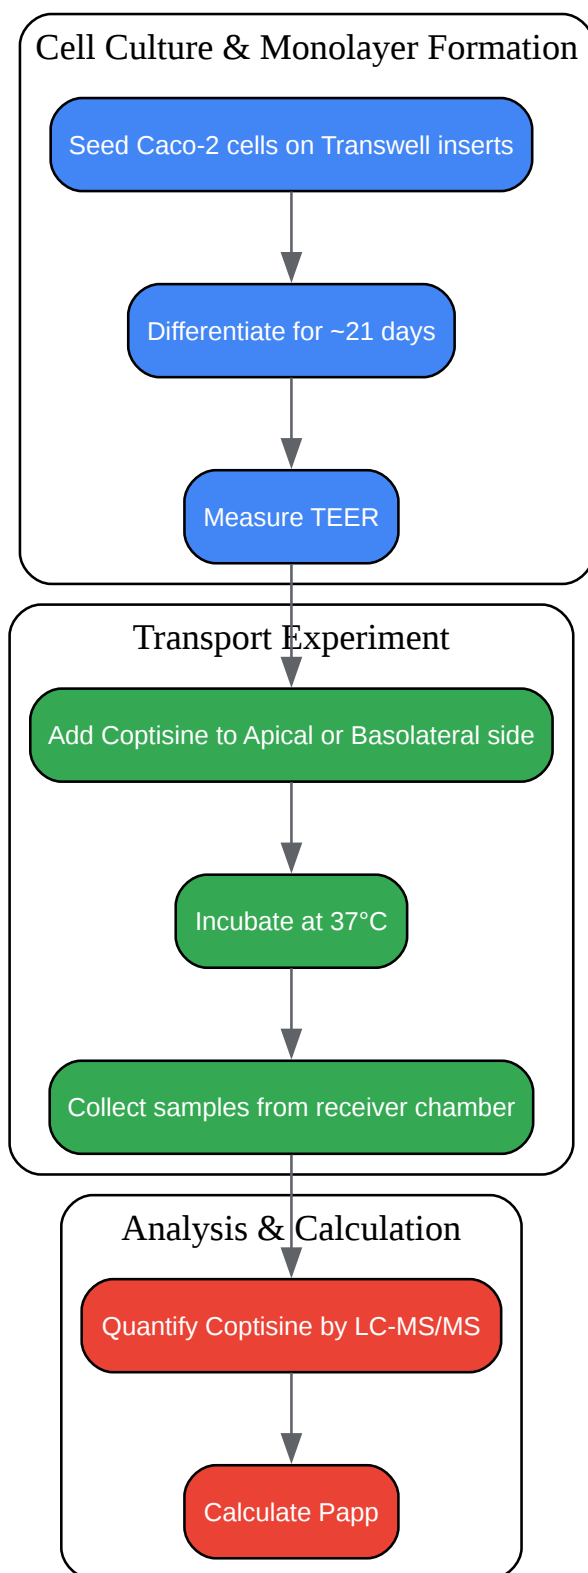 Cell Culture & Monolayer Formation
Seed Caco-2 cells on Transwell inserts
Differentiate for ~21 days
Measure TEER
Transport Experiment
Add Coptisine to Apical or Basolateral side
Incubate at 37°C
Collect samples from receiver chamber
Analysis & Calculation
Quantify Coptisine by LC-MS/MS
Calculate Papp